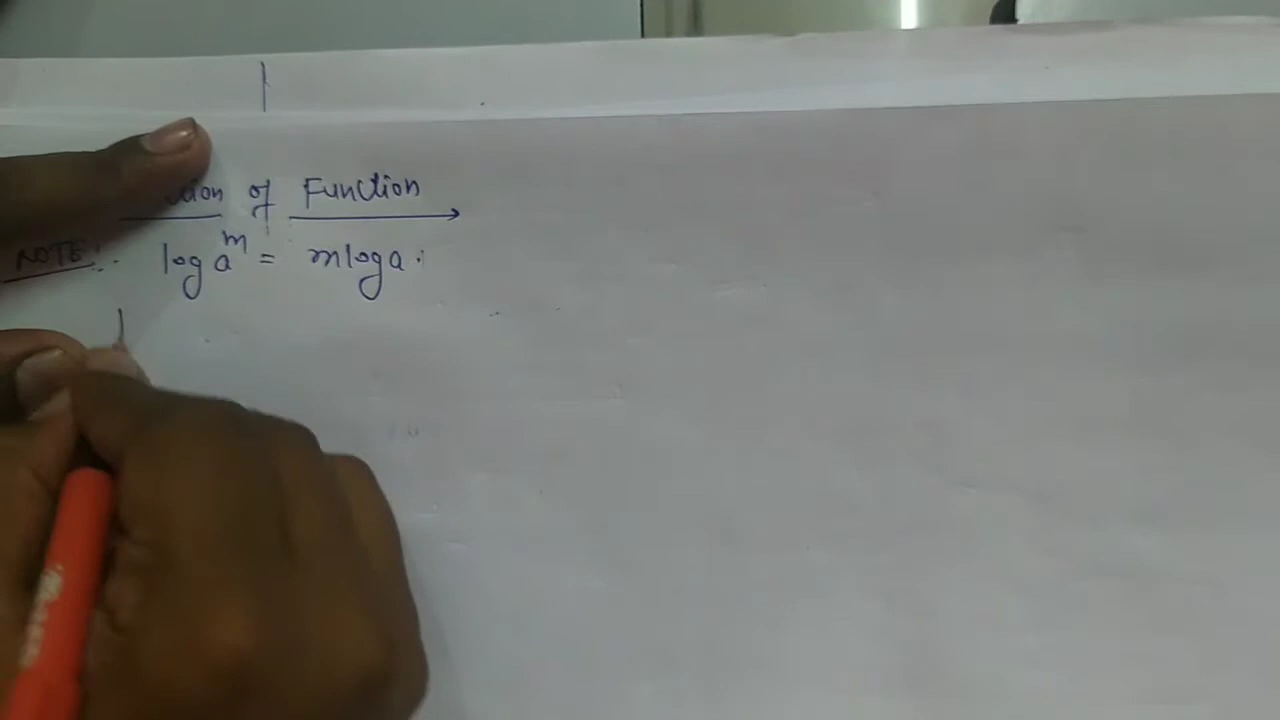 of Function
NOTE:- log a^m = m log a.